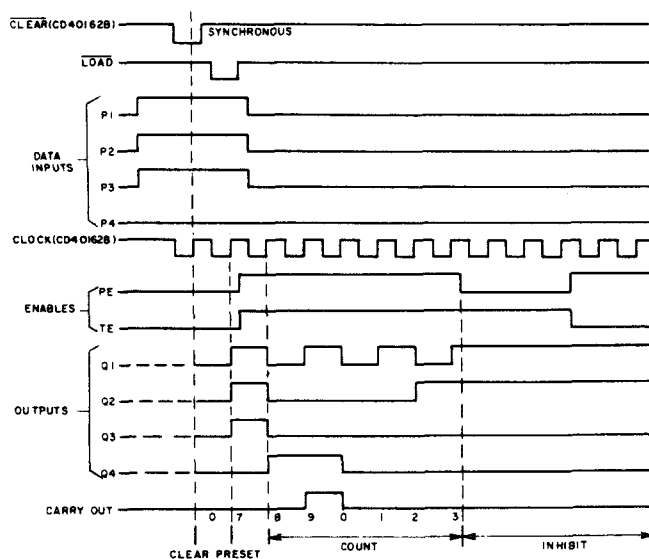 CLEAR(CD40162B)
SYNCHRONOUS
LOAD
P1
P2
DATA INPUTS
P3
P4
CLOCK(CD40162B)
PE
ENABLES
TE
Q1
Q2
OUTPUTS
Q3
Q4
CARRY OUT
0 7 8 9 0 1 2 3
CLEAR PRESET COUNT INHIBIT